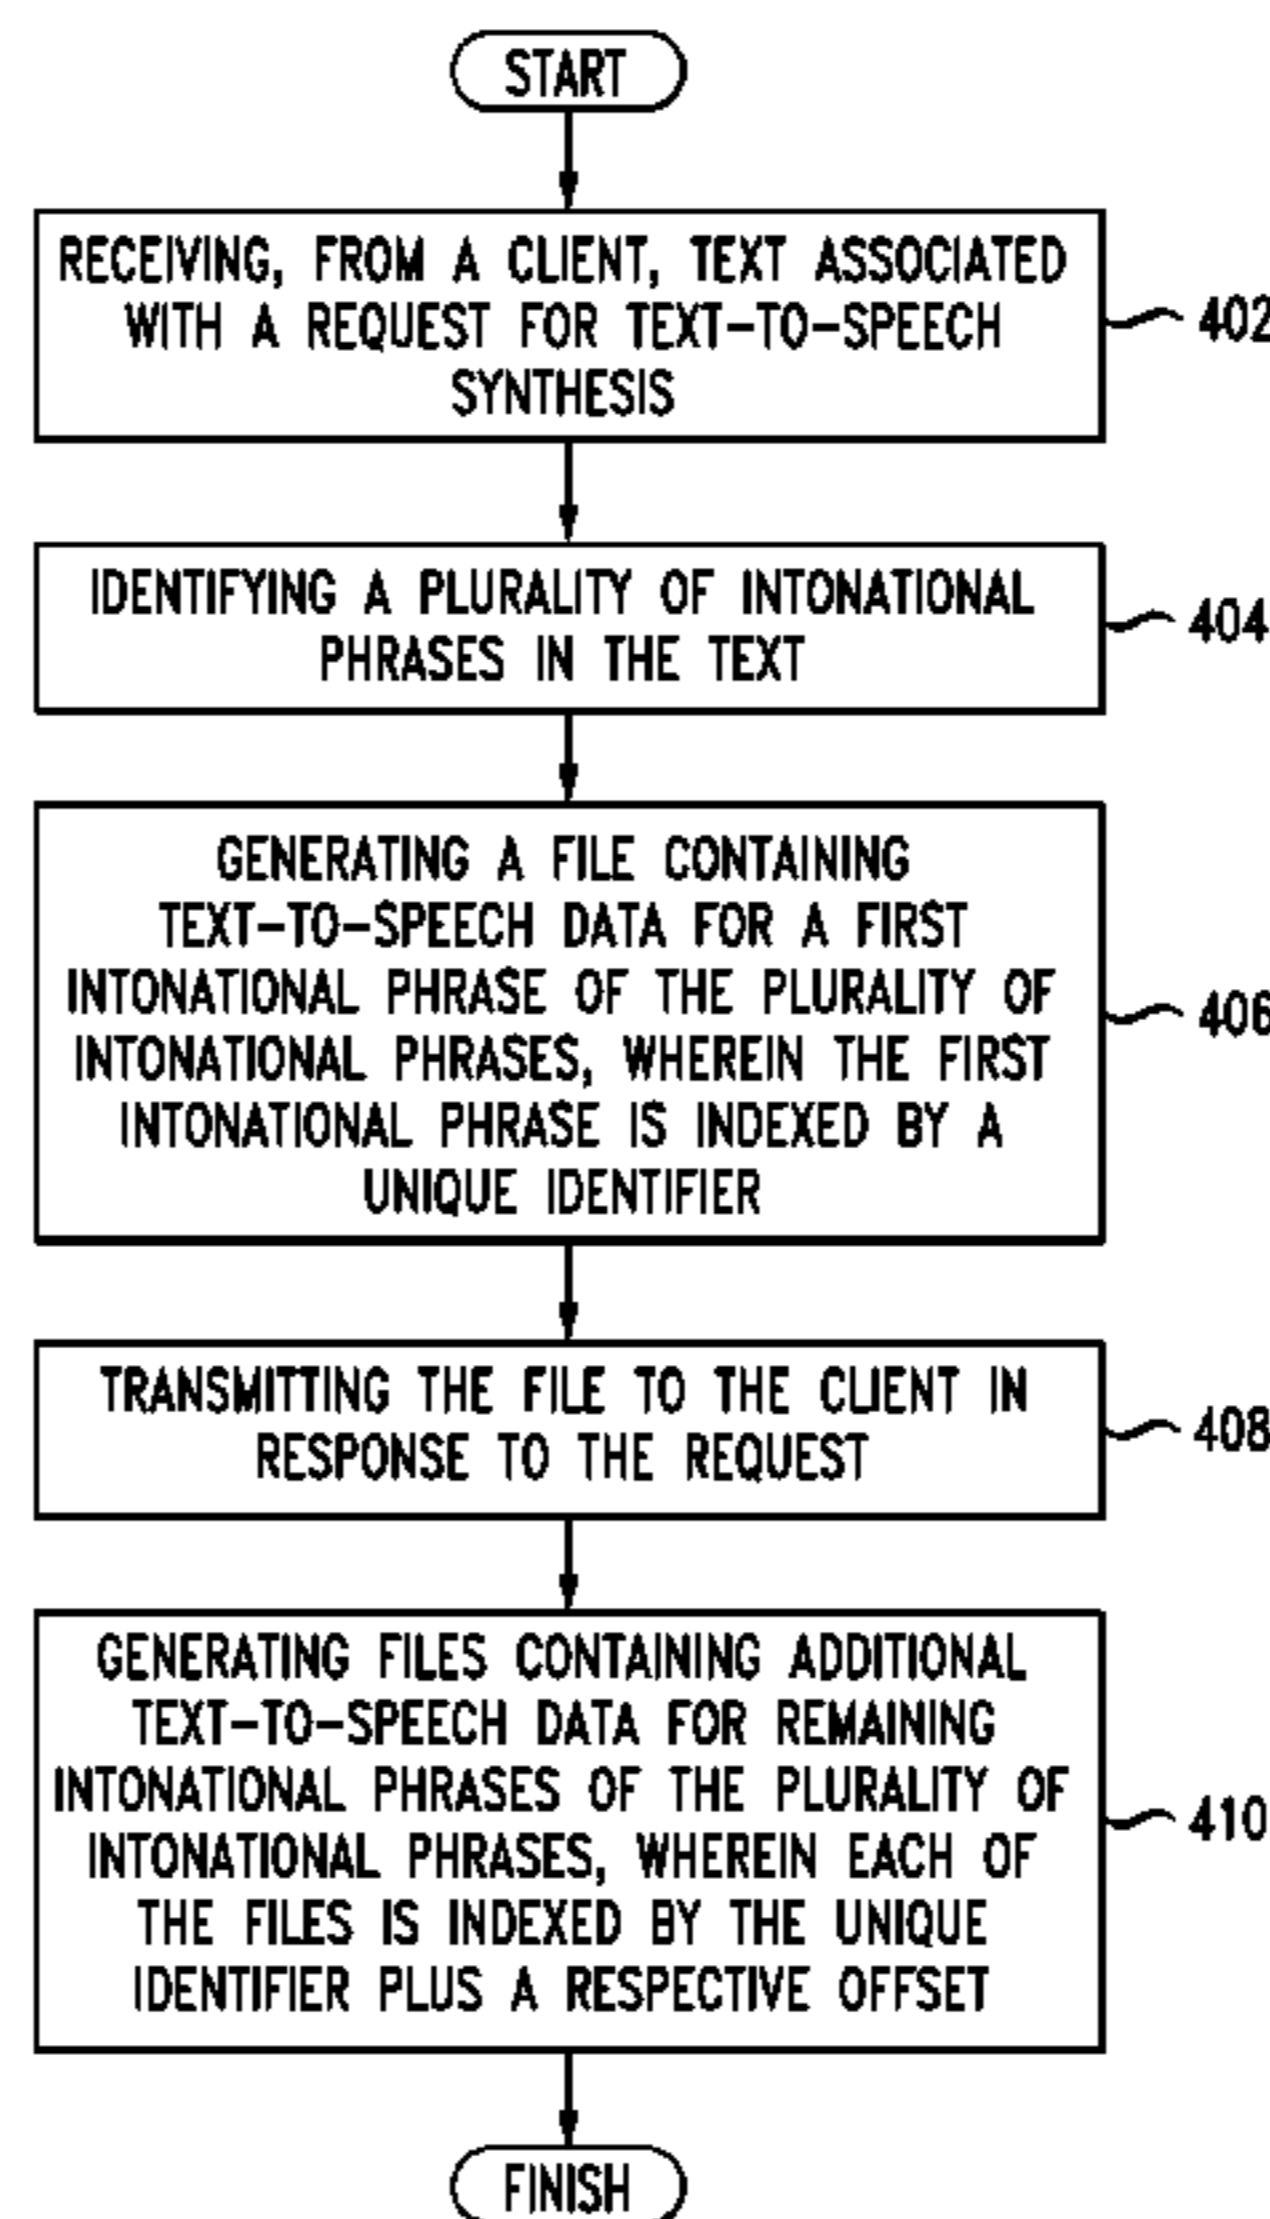 START
RECEIVING, FROM A CLIENT, TEXT ASSOCIATED
WITH A REQUEST FOR TEXT-TO-SPEECH
SYNTHESIS
402
IDENTIFYING A PLURALITY OF INTONATIONAL
PHRASES IN THE TEXT
404
GENERATING A FILE CONTAINING
TEXT-TO-SPEECH DATA FOR A FIRST
INTONATIONAL PHRASE OF THE PLURALITY OF
INTONATIONAL PHRASES, WHEREIN THE FIRST
INTONATIONAL PHRASE IS INDEXED BY A
UNIQUE IDENTIFIER
406
TRANSMITTING THE FILE TO THE CLIENT IN
RESPONSE TO THE REQUEST
408
GENERATING FILES CONTAINING ADDITIONAL
TEXT-TO-SPEECH DATA FOR REMAINING
INTONATIONAL PHRASES OF THE PLURALITY OF
INTONATIONAL PHRASES, WHEREIN EACH OF
THE FILES IS INDEXED BY THE UNIQUE
IDENTIFIER PLUS A RESPECTIVE OFFSET
410
FINISH